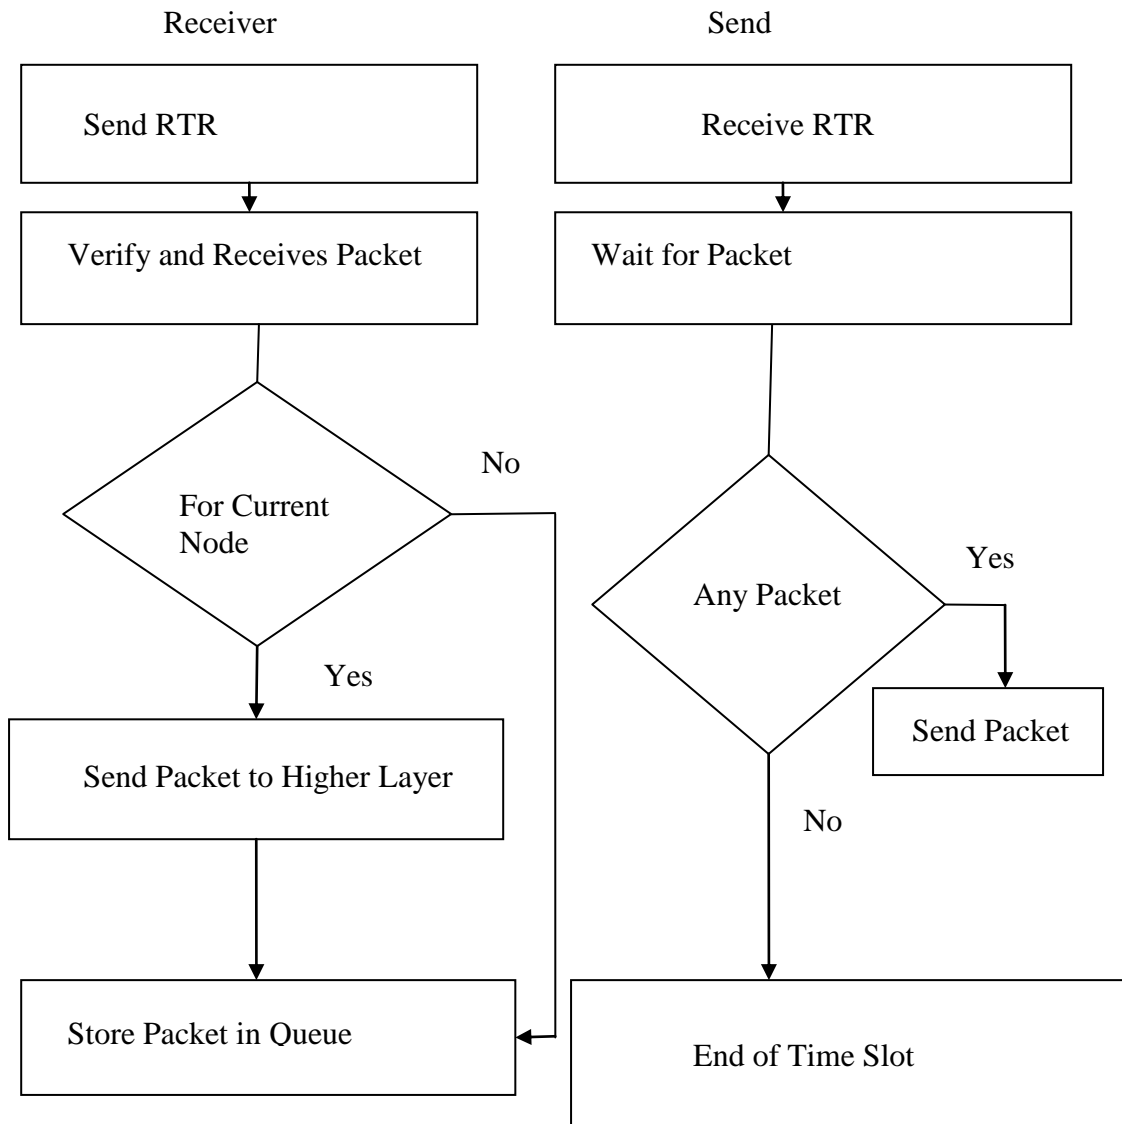 Receiver
Send
Send RTR
Receive RTR
Verify and Receives Packet
Wait for Packet
No
For Current
Node
Yes
Any Packet
Yes
Send Packet
Send Packet to Higher Layer
No
Store Packet in Queue
End of Time Slot